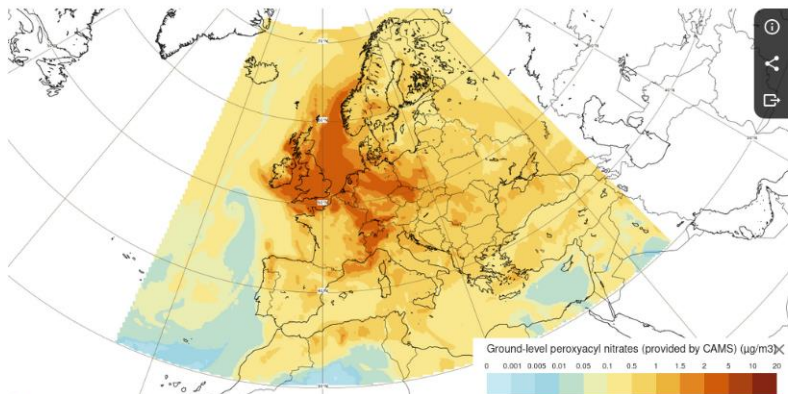 Ground-level peroxyacyl nitrates (provided by CAMS) (µg/m3)
0 0.001 0.005 0.01 0.05 0.1 0.5 1 1.5 2 5 10 20